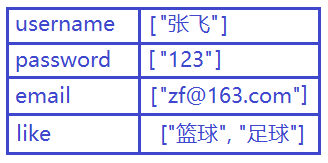 username ["张飞"]
password ["123"]
email ["zf@163.com"]
like ["篮球", "足球"]